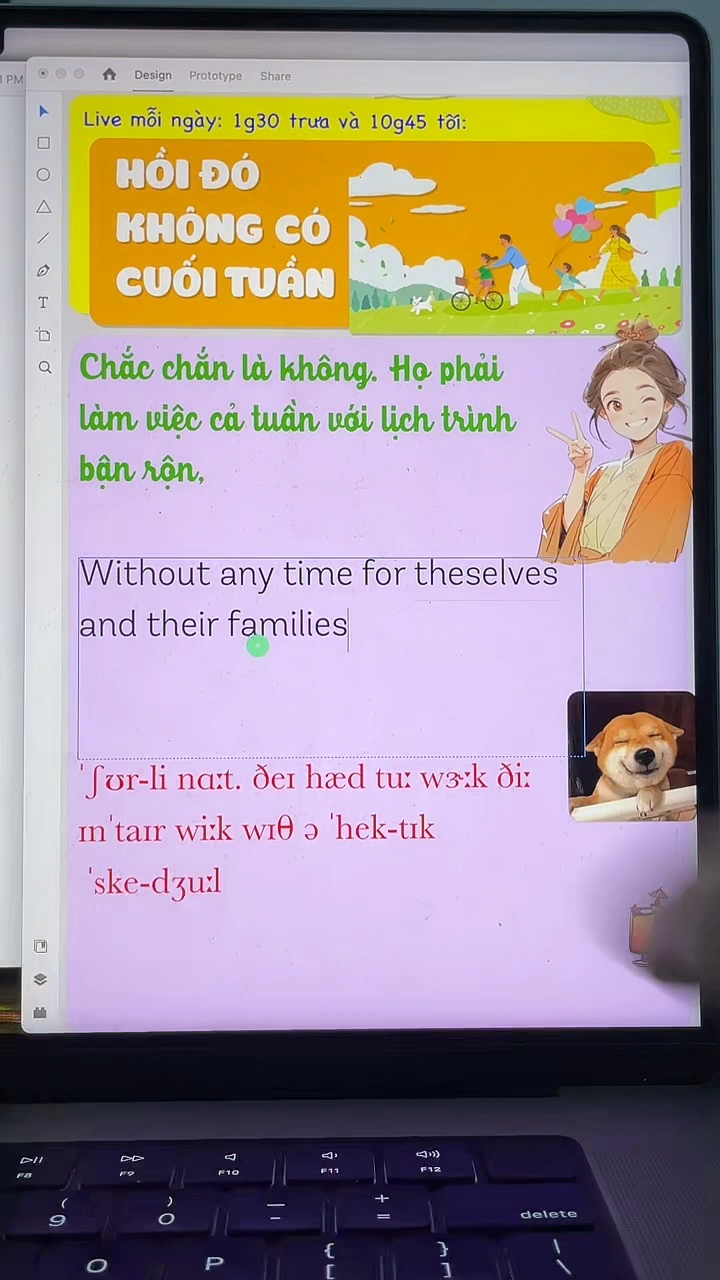 PM
Design Prototype Share
Live mỗi ngày: 1g30 trưa và 10g45 tối:
HỒI ĐÓ
KHÔNG CÓ
CUỐI TUẦN
Chắc chắn là không. Họ phải
làm việc cả tuần với lịch trình
bận rộn,
Without any time for theselves
and their families
ˈʃʊr-li nɑːt. ðeɪ hæd tuː wɝːk ðiː
ɪnˈtaɪr wiːk wɪθ ə ˈhek-tɪk
ˈske-dʒuːl
F8 F9 F10 F11 F12
( ) — +
9 0 - = delete
{ } |
O P [ ] \